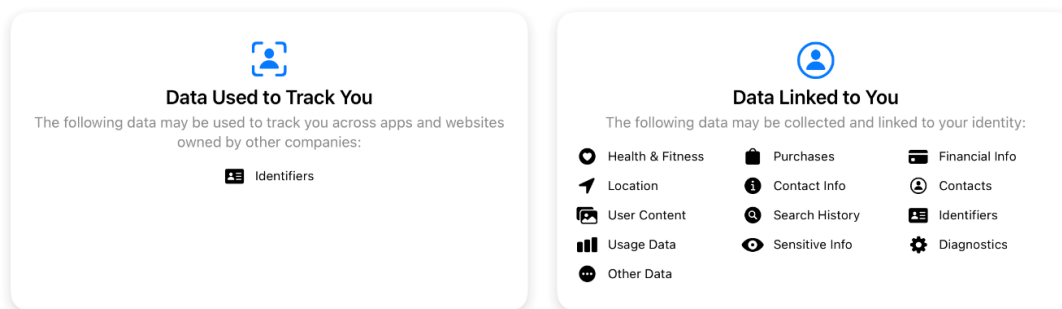 Data Used to Track You
The following data may be used to track you across apps and websites
owned by other companies:
Identifiers
Data Linked to You
The following data may be collected and linked to your identity:
Health & Fitness
Purchases
Financial Info
Location
Contact Info
Contacts
User Content
Search History
Identifiers
Usage Data
Sensitive Info
Diagnostics
Other Data